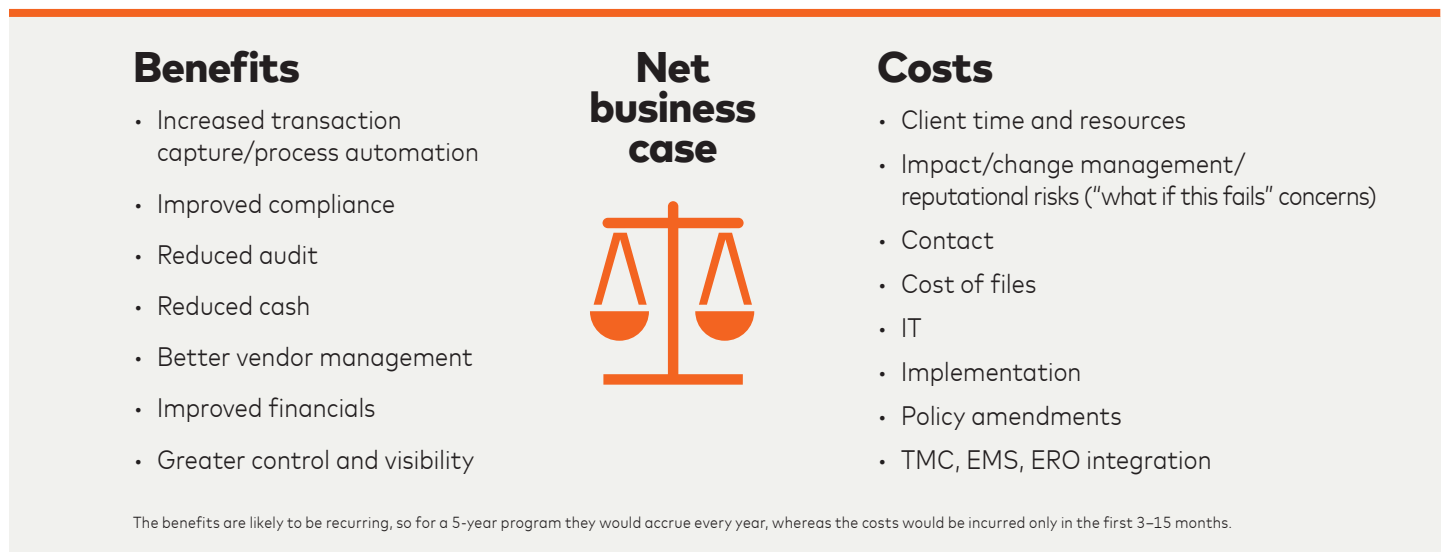 Benefits
• Increased transaction
capture/process automation
• Improved compliance
• Reduced audit
• Reduced cash
• Better vendor management
• Improved financials
• Greater control and visibility
Net
business
case
Costs
• Client time and resources
• Impact/change management/
reputational risks (“what if this fails” concerns)
• Contact
• Cost of files
• IT
• Implementation
• Policy amendments
• TMC, EMS, ERO integration
The benefits are likely to be recurring, so for a 5-year program they would accrue every year, whereas the costs would be incurred only in the first 3–15 months.